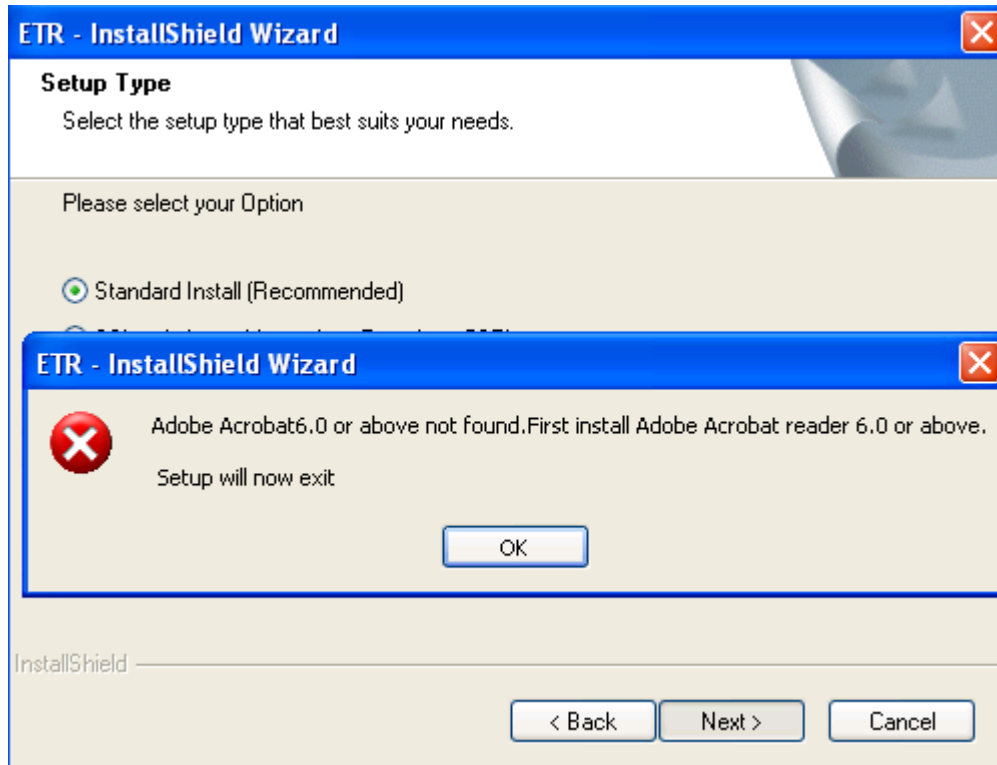 ETR - InstallShield Wizard
Setup Type
Select the setup type that best suits your needs.
Please select your Option
Standard Install (Recommended)
ETR - InstallShield Wizard
Adobe Acrobat6.0 or above not found.First install Adobe Acrobat reader 6.0 or above.
Setup will now exit
OK
InstallShield
< Back
Next >
Cancel